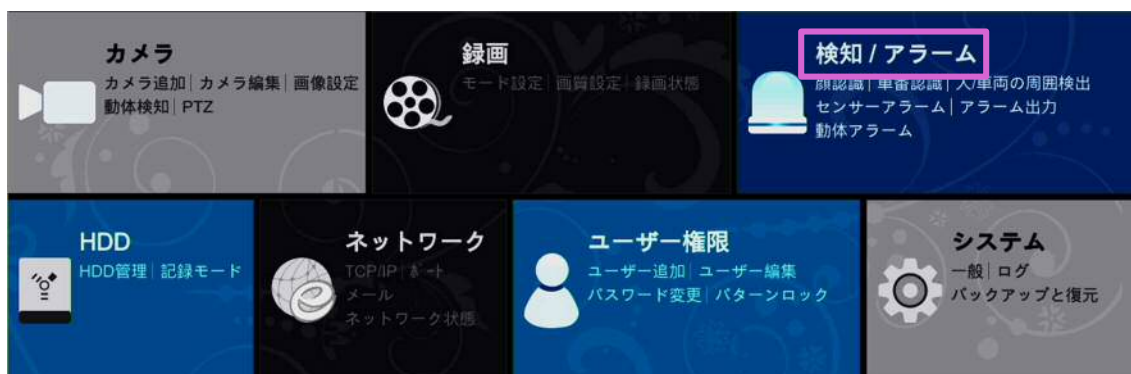 カメラ
カメラ追加 | カメラ編集 | 画像設定
動体検知 | PTZ
録画
モード設定 | 画質設定 | 録画状態
検知 / アラーム
顔認識 | 車番認識 | 人/車両の周囲検出
センサーアラーム | アラーム出力
動体アラーム
HDD
HDD管理 | 記録モード
ネットワーク
TCP/IP | ポート
メール
ネットワーク状態
ユーザー権限
ユーザー追加 | ユーザー編集
パスワード変更 | パターンロック
システム
一般 | ログ
バックアップと復元